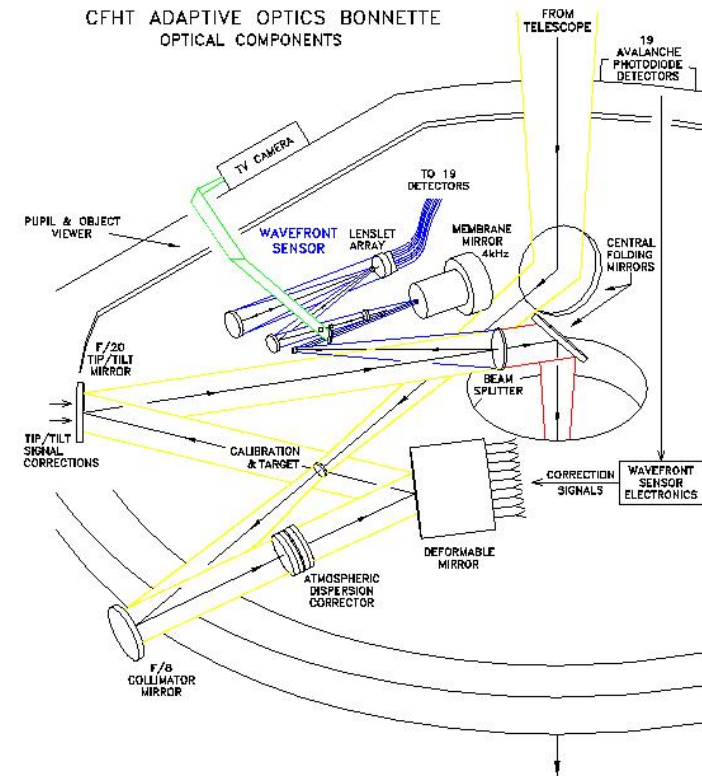 CFHT ADAPTIVE OPTICS BONNETTE
OPTICAL COMPONENTS
FROM
TELESCOPE
19
AVALANCHE
PHOTODIODE
DETECTORS
TV CAMERA
TO 19
DETECTORS
PUPIL & OBJECT
VIEWER
WAVEFRONT
SENSOR
LENSLET
ARRAY
MEMBRANE
MIRROR
4kHz
CENTRAL
FOLDING
MIRRORS
F/20
TIP/TILT
MIRROR
BEAM
SPLITTER
TIP/TILT
SIGNAL
CORRECTIONS
CALIBRATION
& TARGET
CORRECTION
SIGNALS
WAVEFRONT
SENSOR
ELECTRONICS
DEFORMABLE
MIRROR
ATMOSPHERIC
DISPERSION
CORRECTOR
F/8
COLLIMATOR
MIRROR